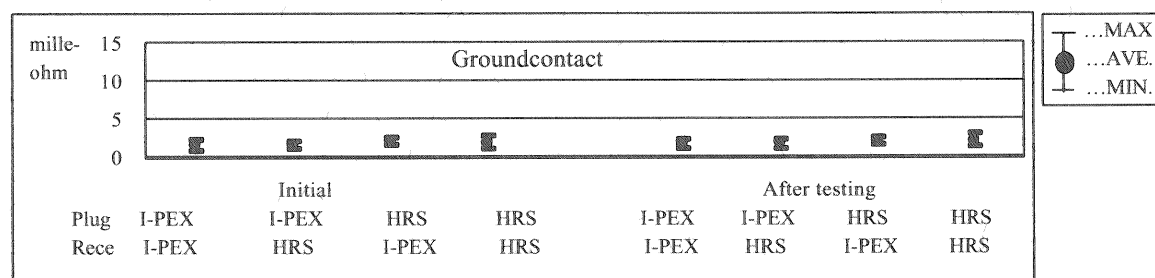 mille-
ohm
15
10
5
0
Groundcontact
...MAX
...AVE.
...MIN.
Initial After testing
Plug I-PEX I-PEX HRS HRS I-PEX I-PEX HRS HRS
Rece I-PEX HRS I-PEX HRS I-PEX HRS I-PEX HRS